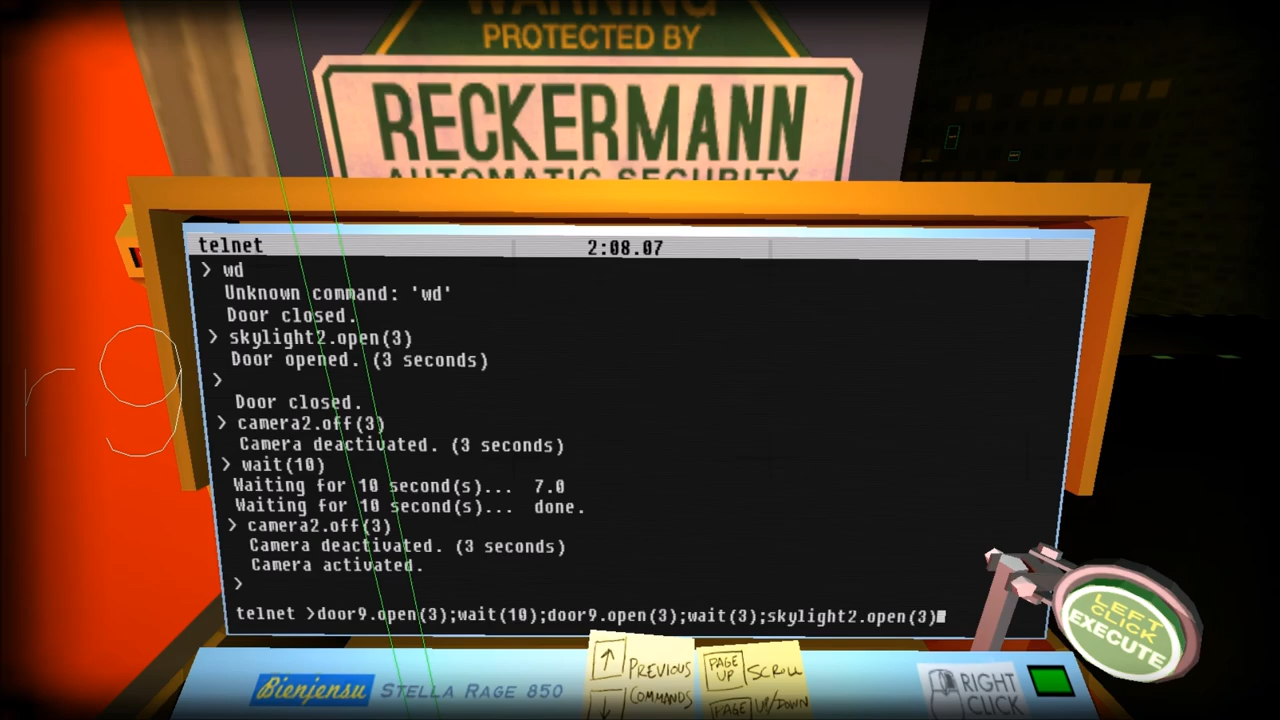 WARNING
PROTECTED BY
RECKERMANN
AUTOMATIC SECURITY
telnet 2:08.07
> wd
Unknown command: 'wd'
Door closed.
> skylight2.open(3)
Door opened. (3 seconds)
>
Door closed.
> camera2.off(3)
Camera deactivated. (3 seconds)
> wait(10)
Waiting for 10 second(s)... 7.0
Waiting for 10 second(s)... done.
> camera2.off(3)
Camera deactivated. (3 seconds)
Camera activated.
>
telnet >door9.open(3);wait(10);door9.open(3);wait(3);skylight2.open(3)
LEFT
CLICK
EXECUTE
Bienjensu STELLA RAGE 850
↑ PREVIOUS
↓ COMMANDS
PAGE
UP SCROLL
PAGE UP/DOWN
RIGHT
CLICK
r9